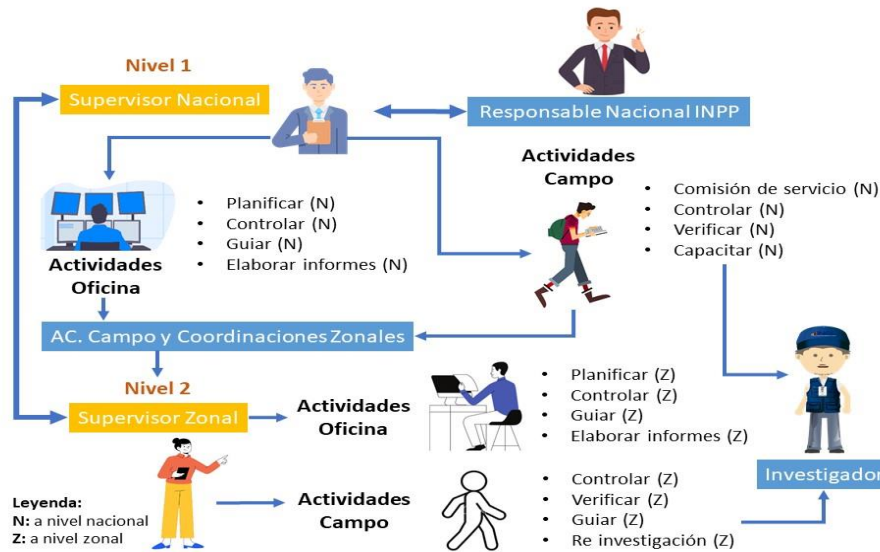 Nivel 1
Supervisor Nacional
Responsable Nacional INPP
Actividades
Oficina
• Planificar (N)
• Controlar (N)
• Guiar (N)
• Elaborar informes (N)
Actividades
Campo
• Comisión de servicio (N)
• Controlar (N)
• Verificar (N)
• Capacitar (N)
AC. Campo y Coordinaciones Zonales
Nivel 2
Supervisor Zonal
Actividades
Oficina
• Planificar (Z)
• Controlar (Z)
• Guiar (Z)
• Elaborar informes (Z)
Actividades
Campo
• Controlar (Z)
• Verificar (Z)
• Guiar (Z)
• Re investigación (Z)
Investigador
Leyenda:
N: a nivel nacional
Z: a nivel zonal